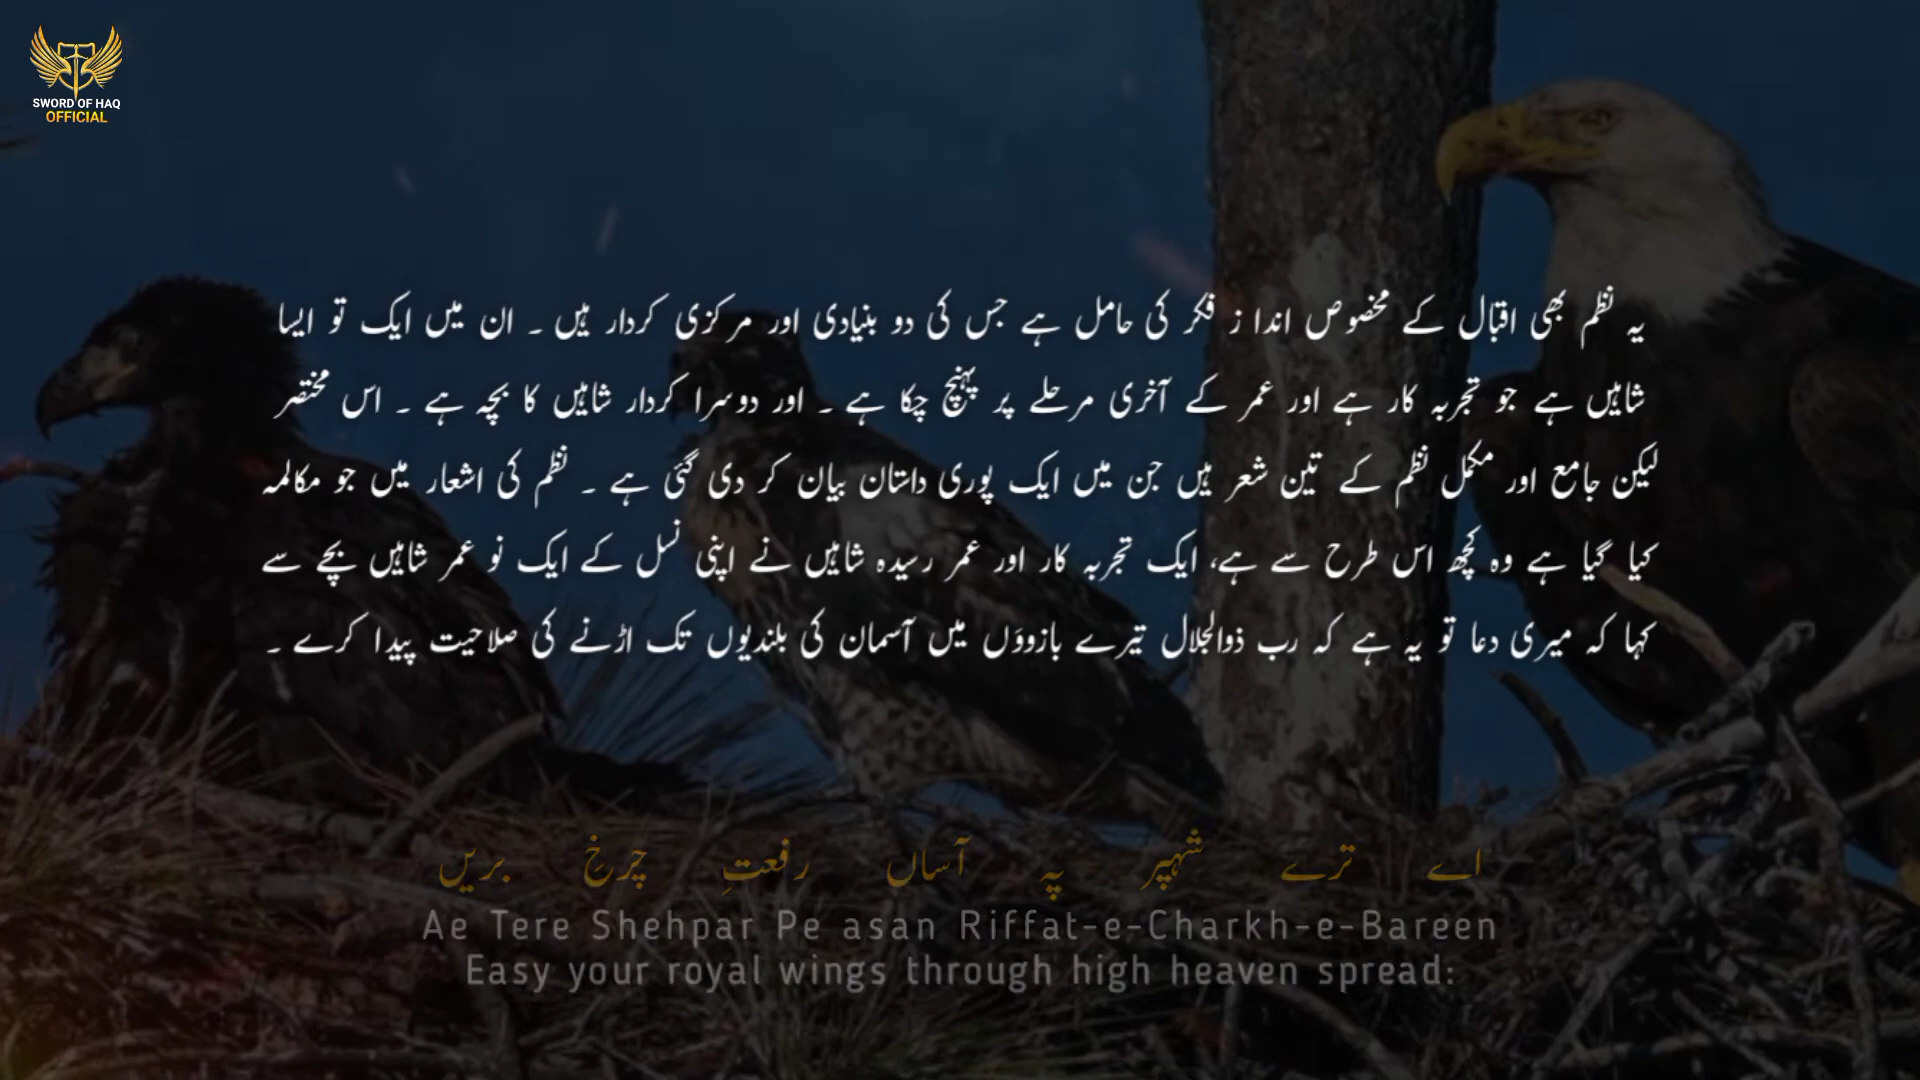 SWORD OF HAQ
OFFICIAL
یہ نظم بھی اقبال کے مخصوص اندا ز فکر کی حامل ہے جس کی دو بنیادی اور مرکزی کردار ہیں ۔ ان میں ایک تو ایسا
شاہیں ہے جو تجربہ کار ہے اور عمر کے آخری مرحلے پر پہنچ چکا ہے ۔ اور دوسرا کردار شاہیں کا بچہ ہے ۔ اس مختصر
لیکن جامع اور مکمل نظم کے تین شعر ہیں جن میں ایک پوری داستان بیان کر دی گئی ہے ۔ نظم کی اشعار میں جو مکالمہ
کیا گیا ہے وہ کچھ اس طرح سے ہے، ایک تجربہ کار اور عمر رسیدہ شاہیں نے اپنی نسل کے ایک نو عمر شاہیں بچے سے
کہا کہ میری دعا تو یہ ہے کہ رب ذوالجلال تیرے بازووَں میں آسمان کی بلندیوں تک اڑنے کی صلاحیت پیدا کرے ۔
اے ترے شہپر پہ آساں رفعتِ چرخِ بریں
Ae Tere Shehpar Pe asan Riffat-e-Charkh-e-Bareen
Easy your royal wings through high heaven spread: